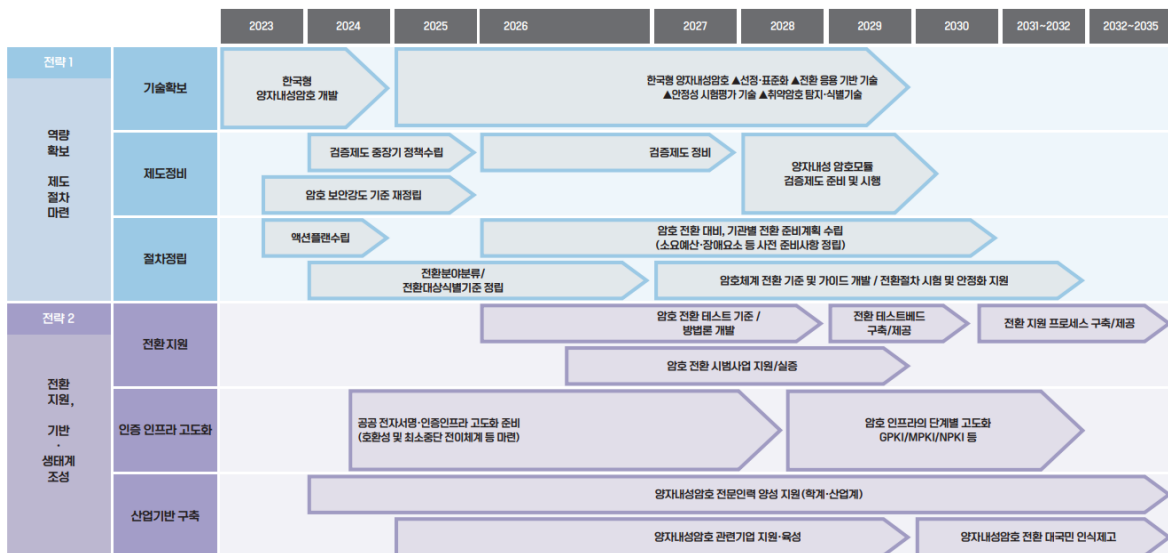 2023 2024 2025 2026 2027 2028 2029 2030 2031~2032 2032~2035
전략 1
역량
확보
제도
절차
마련
기술확보
한국형
양자내성암호 개발
한국형 양자내성암호 ▲선정·표준화 ▲전환 응용 기반 기술
▲안정성 시험평가 기술 ▲취약암호 탐지·식별기술
제도정비
검증제도 중장기 정책수립
검증제도 정비
양자내성 암호모듈
검증제도 준비 및 시행
암호 보안강도 기준 재정립
절차정립
액션플랜수립
암호 전환 대비, 기관별 전환 준비계획 수립
(소요예산·장애요소 등 사전 준비사항 정립)
전환분야분류/
전환대상식별기준 정립
암호체계 전환 기준 및 가이드 개발 / 전환절차 시험 및 안정화 지원
전략 2
전환
지원,
기반
·
생태계
조성
전환 지원
암호 전환 테스트 기준 /
방법론 개발
전환 테스트베드
구축/제공
전환 지원 프로세스 구축/제공
암호 전환 시범사업 지원/실증
인증 인프라 고도화
공공 전자서명·인증인프라 고도화 준비
(호환성 및 최소중단 전이체계 등 마련)
암호 인프라의 단계별 고도화
GPKI/MPKI/NPKI 등
산업기반 구축
양자내성암호 전문인력 양성 지원(학계·산업계)
양자내성암호 관련기업 지원·육성
양자내성암호 전환 대국민 인식제고